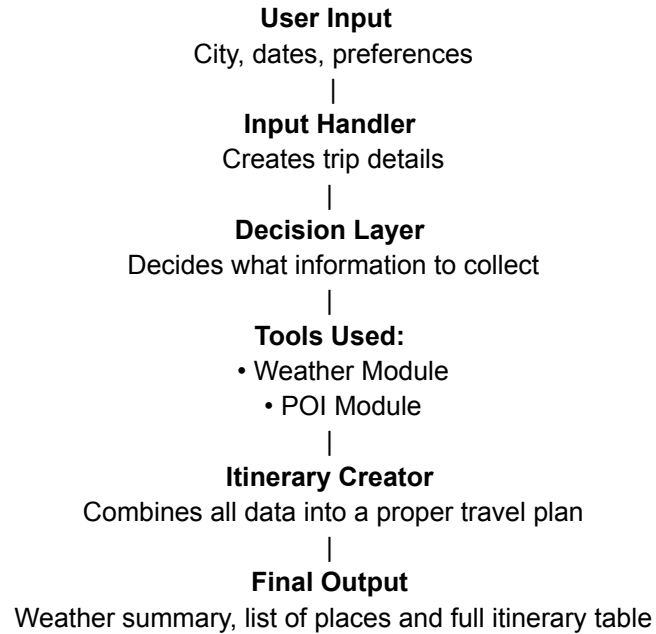 User Input
City, dates, preferences
|
Input Handler
Creates trip details
|
Decision Layer
Decides what information to collect
|
Tools Used:
• Weather Module
• POI Module
|
Itinerary Creator
Combines all data into a proper travel plan
|
Final Output
Weather summary, list of places and full itinerary table